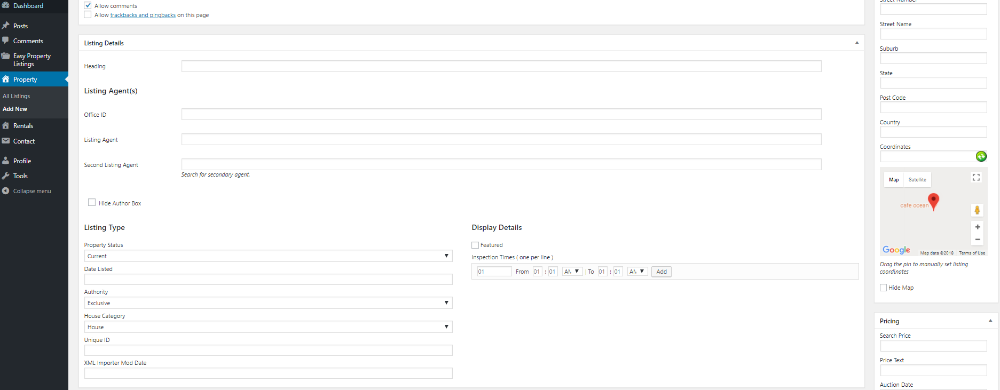 Dashboard
Posts
Comments
Easy Property
Listings
Property
All Listings
Add New
Rentals
Contact
Profile
Tools
Collapse menu
Allow comments
Allow trackbacks and pingbacks on this page
Listing Details
Heading
Listing Agent(s)
Office ID
Listing Agent
Second Listing Agent
Search for secondary agent.
Hide Author Box
Listing Type
Property Status
Current
Date Listed
Authority
Exclusive
House Category
House
Unique ID
XML Importer Mod Date
Display Details
Featured
Inspection Times ( one per line )
01 From 01 : 01 AM | To 01 : 01 AM Add
Street Number
Street Name
Suburb
State
Post Code
Country
Coordinates
Map Satellite
cafe ocean
Google Map data ©2018 Terms of Use
Drag the pin to manually set listing
coordinates
Hide Map
Pricing
Search Price
Price Text
Auction Date